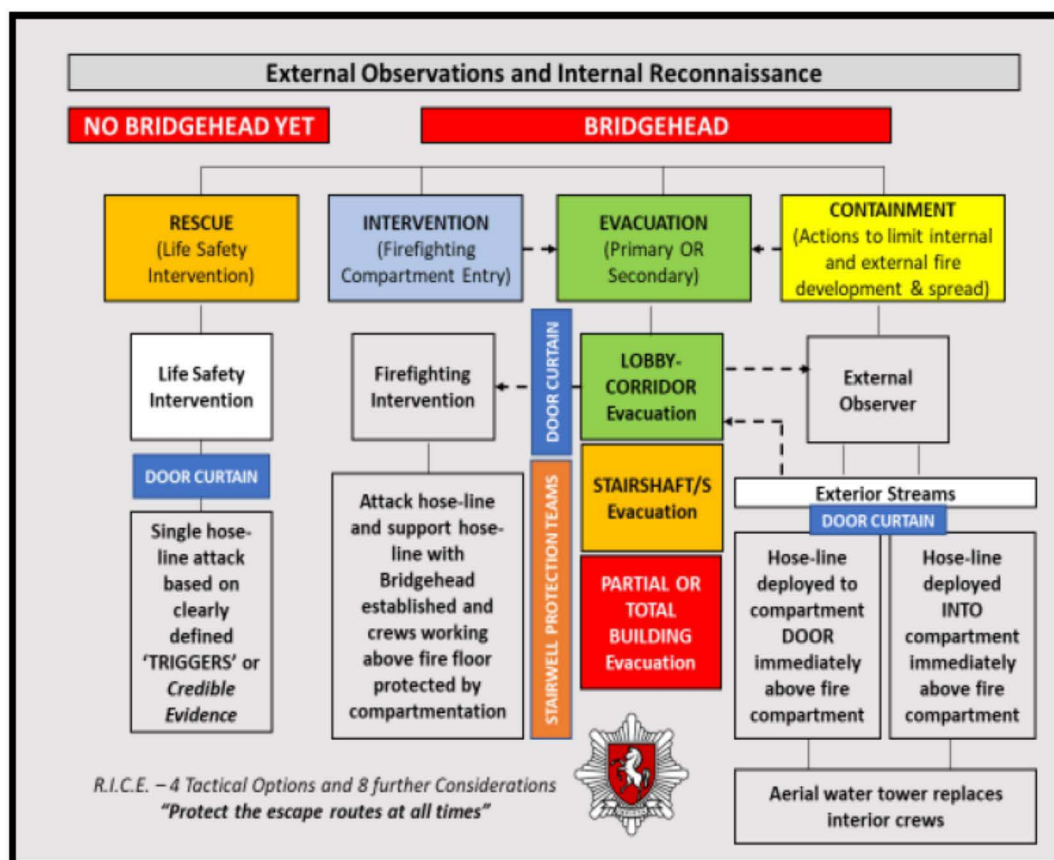 External Observations and Internal Reconnaissance
NO BRIDGEHEAD YET
BRIDGEHEAD
RESCUE
(Life Safety
Intervention)
INTERVENTION
(Firefighting
Compartment Entry)
EVACUATION
(Primary OR
Secondary)
CONTAINMENT
(Actions to limit internal
and external fire
development & spread)
Life Safety
Intervention
DOOR CURTAIN
Single hose-
line attack
based on
clearly
defined
‘TRIGGERS’ or
Credible
Evidence
Firefighting
Intervention
Attack hose-line
and support hose-
line with
Bridgehead
established and
crews working
above fire floor
protected by
compartmentation
DOOR CURTAIN
STAIRWELL PROTECTION TEAMS
LOBBY-
CORRIDOR
Evacuation
STAIRSHAFT/S
Evacuation
PARTIAL OR
TOTAL
BUILDING
Evacuation
External
Observer
Exterior Streams
DOOR CURTAIN
Hose-line
deployed to
compartment
DOOR
immediately
above fire
compartment
Hose-line
deployed
INTO
compartment
immediately
above fire
compartment
Aerial water tower replaces
interior crews
R.I.C.E. – 4 Tactical Options and 8 further Considerations
“Protect the escape routes at all times”